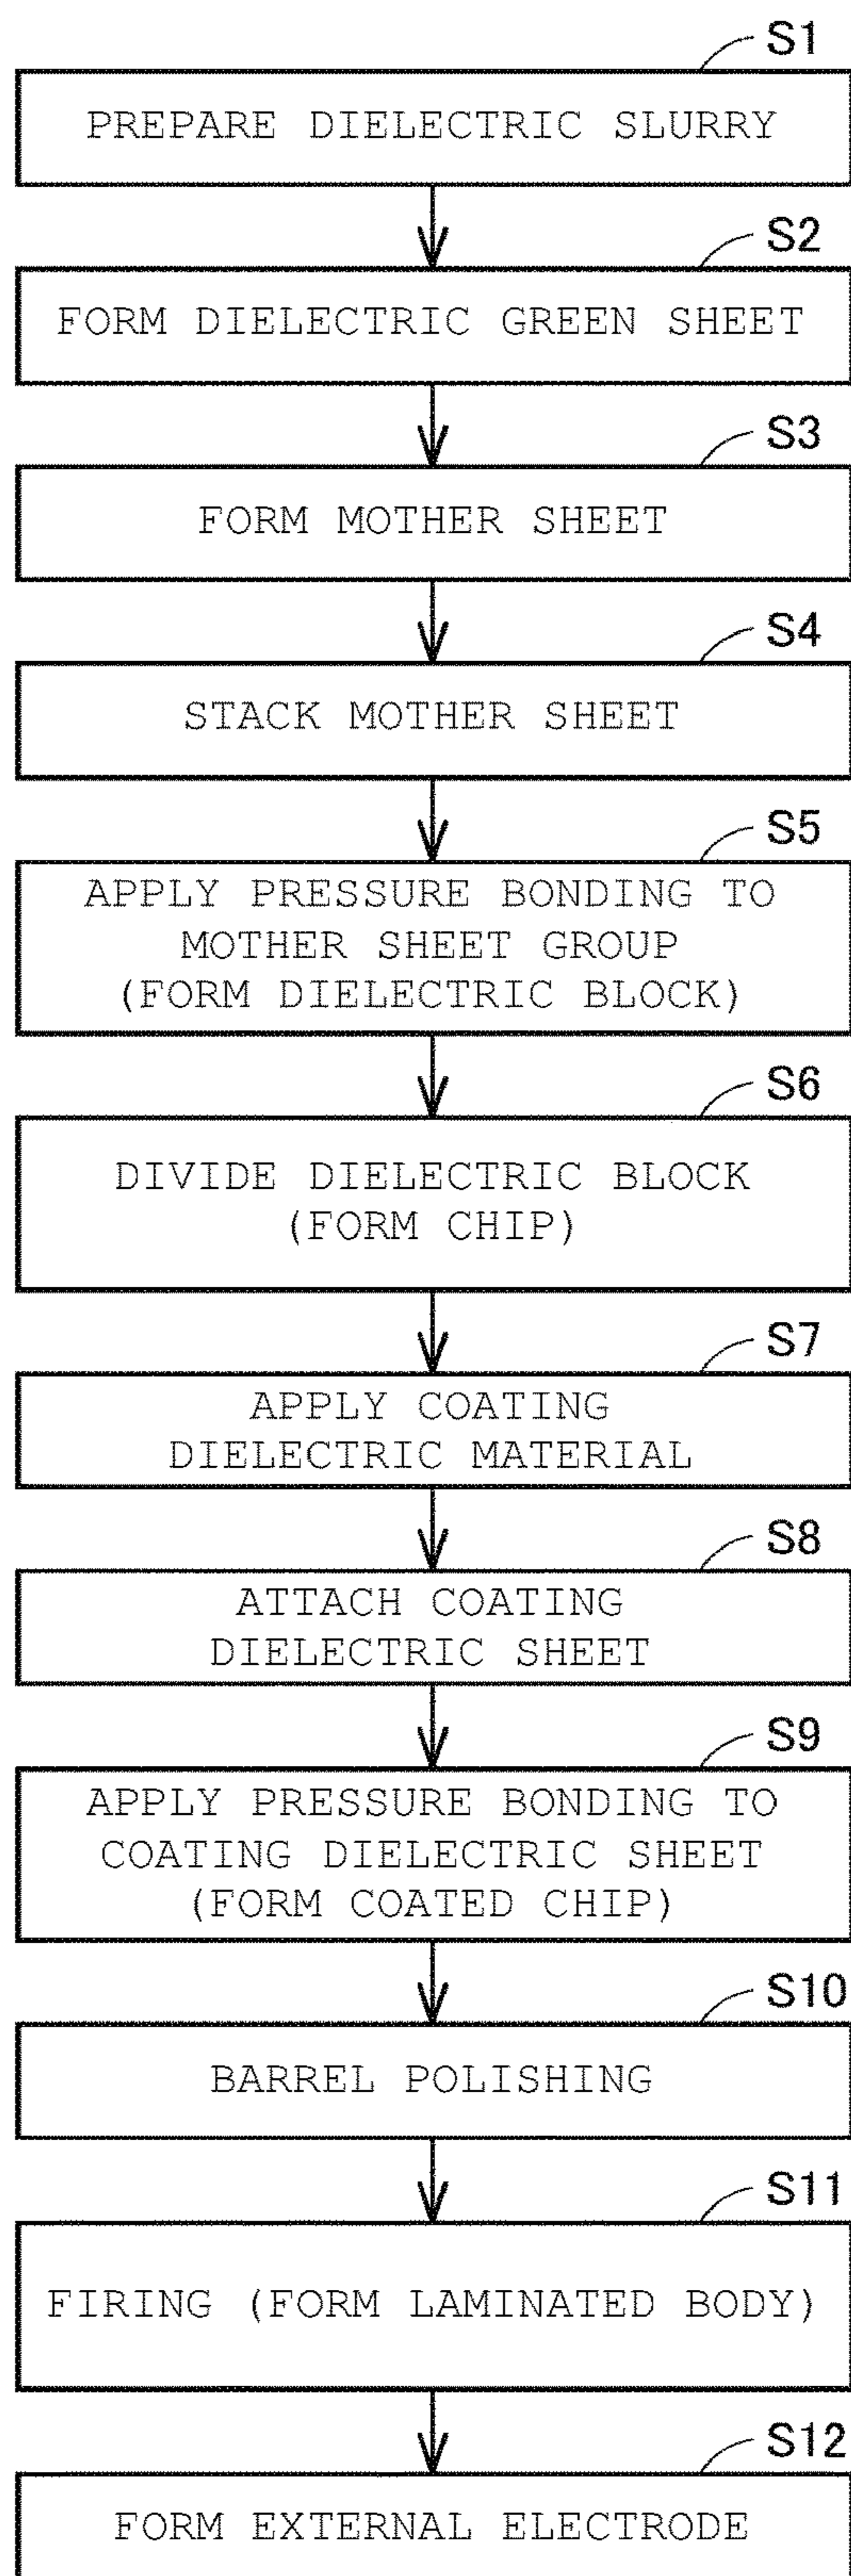 S1
PREPARE DIELECTRIC SLURRY
S2
FORM DIELECTRIC GREEN SHEET
S3
FORM MOTHER SHEET
S4
STACK MOTHER SHEET
S5
APPLY PRESSURE BONDING TO
MOTHER SHEET GROUP
(FORM DIELECTRIC BLOCK)
S6
DIVIDE DIELECTRIC BLOCK
(FORM CHIP)
S7
APPLY COATING
DIELECTRIC MATERIAL
S8
ATTACH COATING
DIELECTRIC SHEET
S9
APPLY PRESSURE BONDING TO
COATING DIELECTRIC SHEET
(FORM COATED CHIP)
S10
BARREL POLISHING
S11
FIRING (FORM LAMINATED BODY)
S12
FORM EXTERNAL ELECTRODE